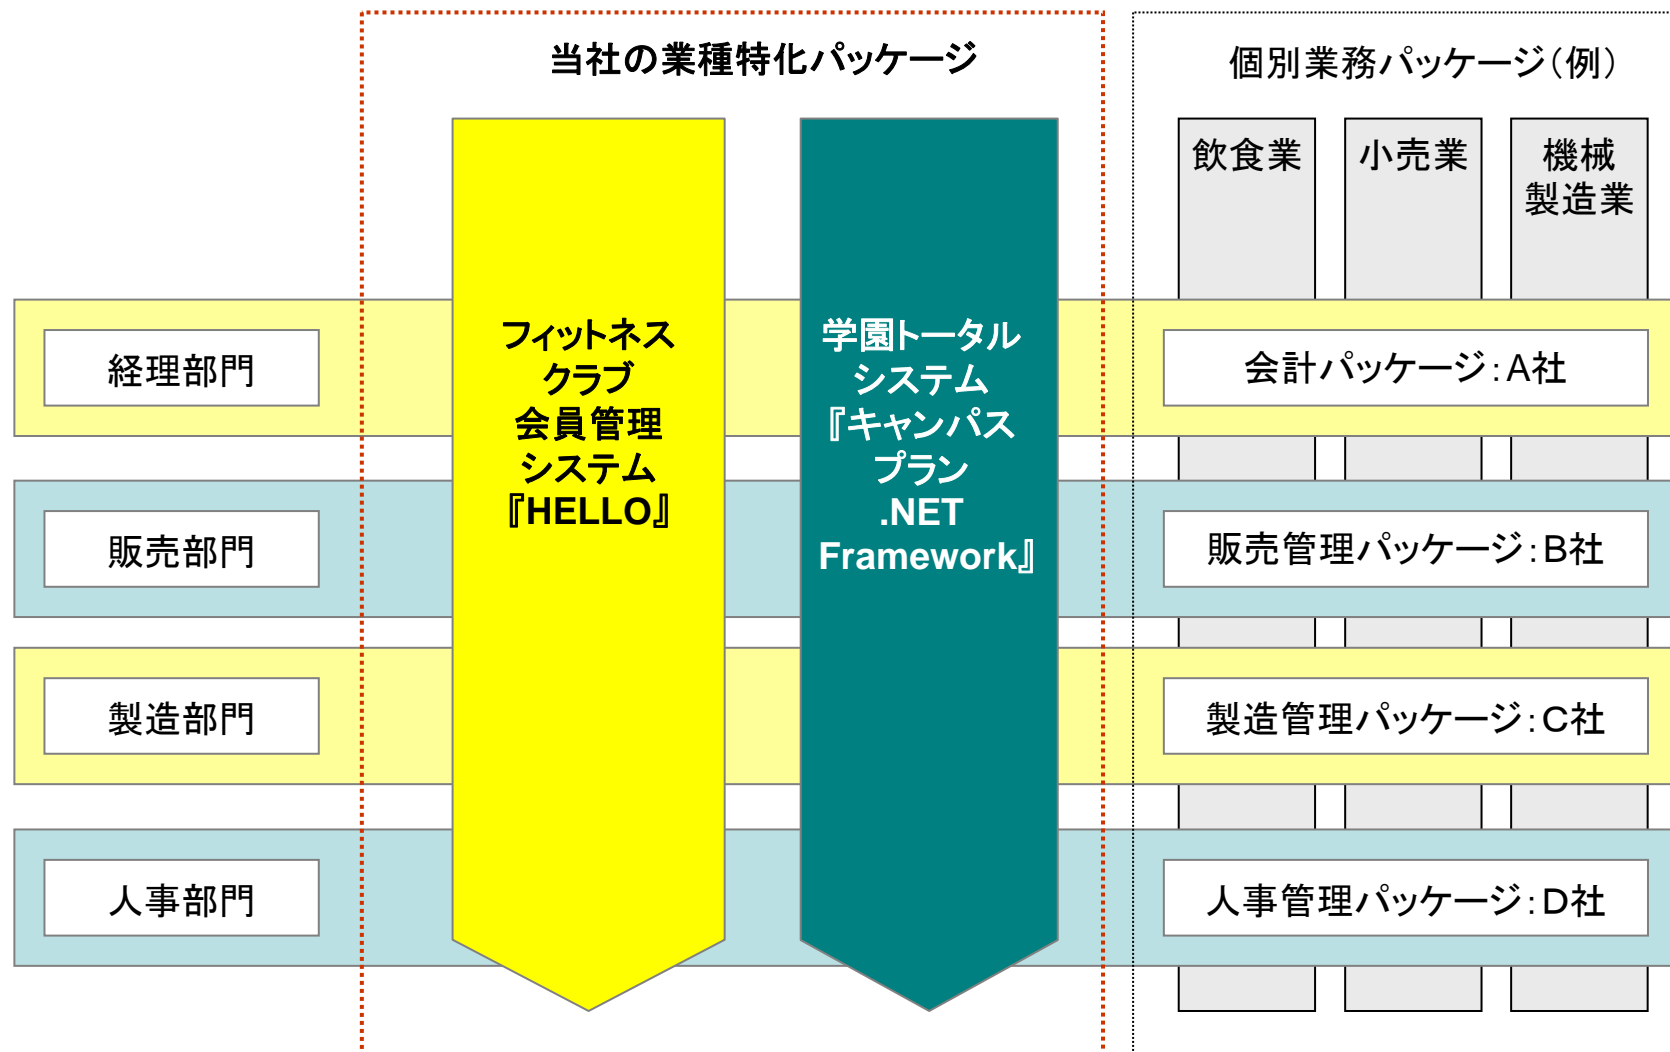 当社の業種特化パッケージ
個別業務パッケージ（例）
飲食業
小売業
機械
製造業
経理部門
販売部門
製造部門
人事部門
フィットネス
クラブ
会員管理
システム
『HELLO』
学園トータル
システム
『キャンパス
プラン
.NET
Framework』
会計パッケージ：A社
販売管理パッケージ：B社
製造管理パッケージ：C社
人事管理パッケージ：D社